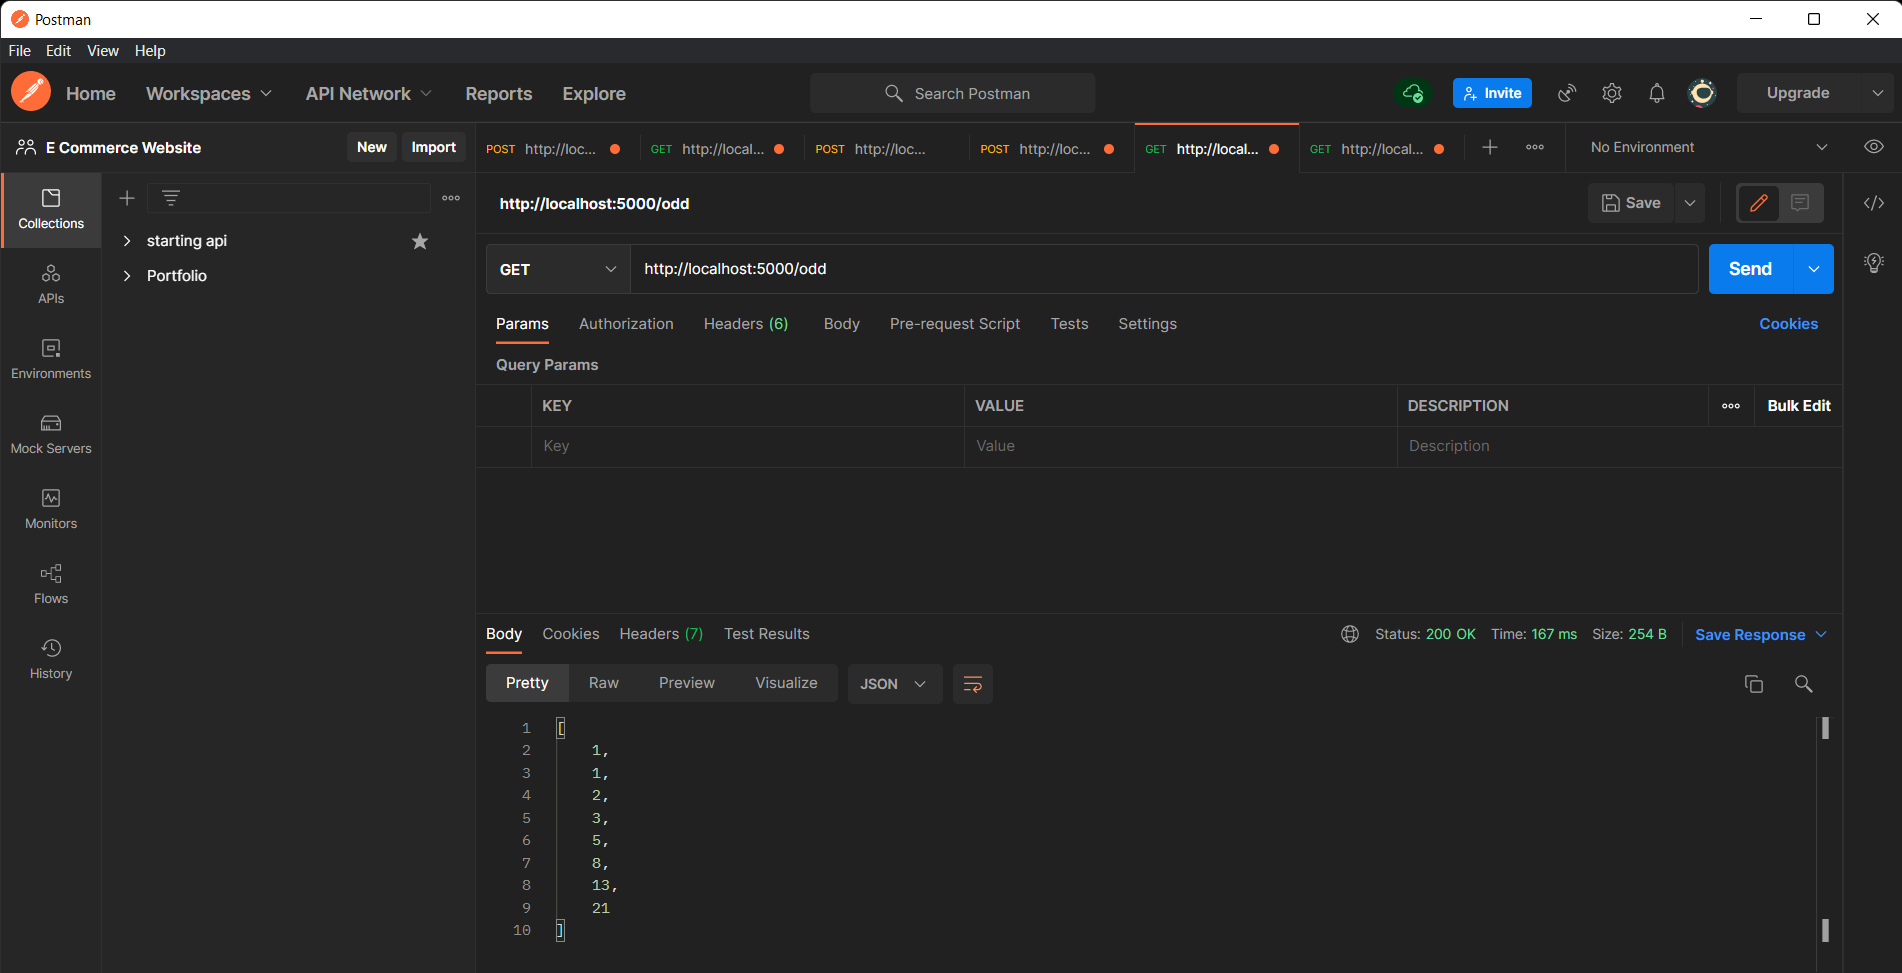 Postman
File Edit View Help
Home Workspaces API Network Reports Explore Search Postman Invite Upgrade
E Commerce Website New Import
POST http://loc... GET http://local... POST http://loc... POST http://loc... GET http://local... GET http://local... No Environment
Collections
APIs
Environments
Mock Servers
Monitors
Flows
History
starting api
Portfolio
http://localhost:5000/odd Save
GET http://localhost:5000/odd Send
Params Authorization Headers (6) Body Pre-request Script Tests Settings Cookies
Query Params
KEY VALUE DESCRIPTION Bulk Edit
Key Value Description
Body Cookies Headers (7) Test Results Status: 200 OK Time: 167 ms Size: 254 B Save Response
Pretty Raw Preview Visualize JSON
1 [
2 1,
3 1,
4 2,
5 3,
6 5,
7 8,
8 13,
9 21
10 ]